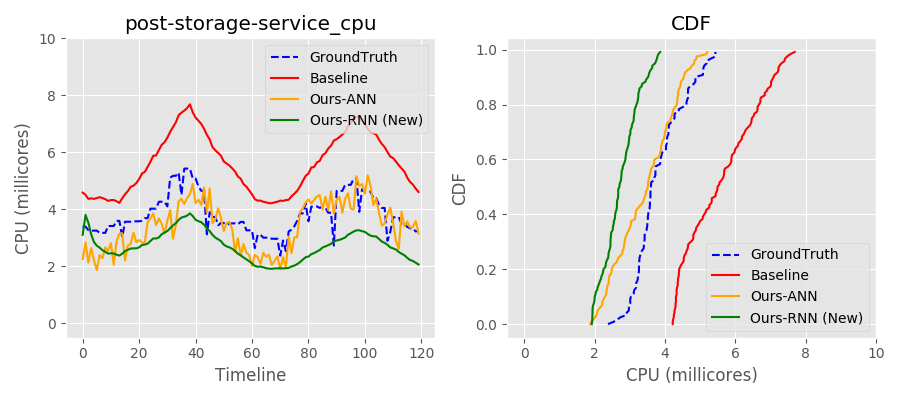 post-storage-service_cpu
CPU (millicores)
10
8
6
4
2
0
GroundTruth
Baseline
Ours-ANN
Ours-RNN (New)
0
20
40
60
80
100
120
Timeline
CDF
CDF
1.0
0.8
0.6
0.4
0.2
0.0
GroundTruth
Baseline
Ours-ANN
Ours-RNN (New)
0
2
4
6
8
10
CPU (millicores)